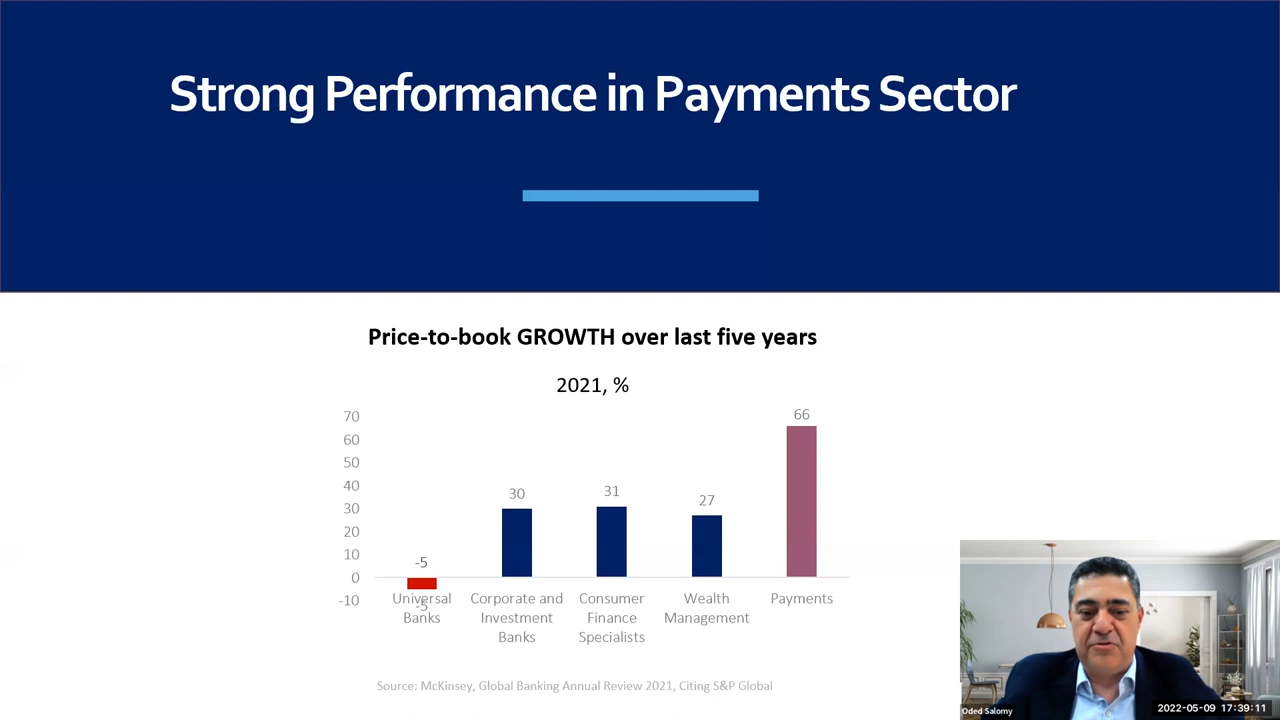 Strong Performance in Payments Sector
Price-to-book GROWTH over last five years
2021, %
70
60
50
40
30
20
10
0
-10
-5
30
31
27
66
-5
Universal
Banks
Corporate and
Investment
Banks
Consumer
Finance
Specialists
Wealth
Management
Payments
Source: McKinsey, Global Banking Annual Review 2021, Citing S&P Global
Oded Salomy
2022-05-09 17:39:11